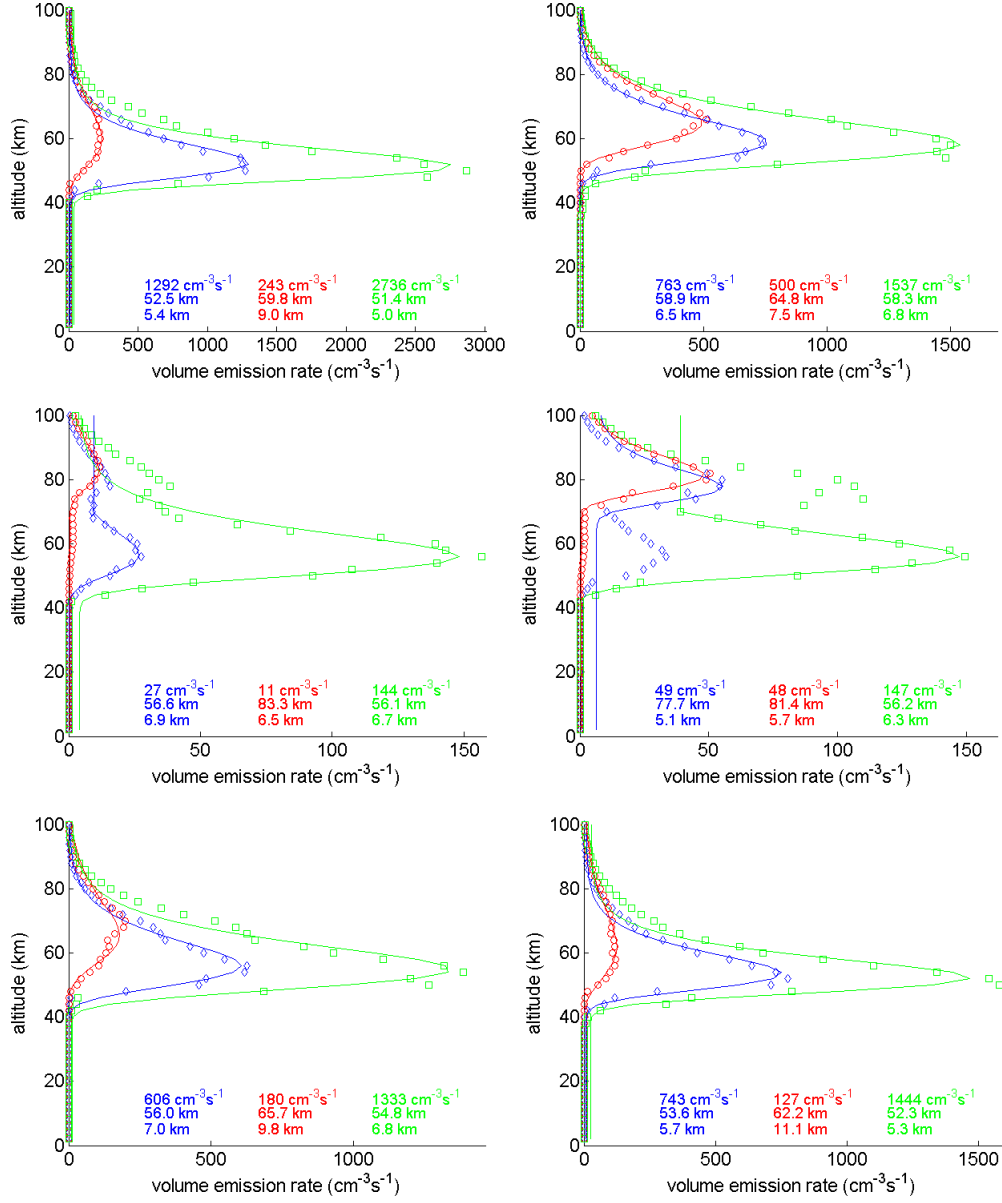 100
80
60
40
20
0
altitude (km)
1292 cm⁻³s⁻¹ 243 cm⁻³s⁻¹ 2736 cm⁻³s⁻¹
52.5 km 59.8 km 51.4 km
5.4 km 9.0 km 5.0 km
0 500 1000 1500 2000 2500 3000
volume emission rate (cm⁻³s⁻¹)
100
80
60
40
20
0
altitude (km)
763 cm⁻³s⁻¹ 500 cm⁻³s⁻¹ 1537 cm⁻³s⁻¹
58.9 km 64.8 km 58.3 km
6.5 km 7.5 km 6.8 km
0 500 1000 1500
volume emission rate (cm⁻³s⁻¹)
100
80
60
40
20
0
altitude (km)
27 cm⁻³s⁻¹ 11 cm⁻³s⁻¹ 144 cm⁻³s⁻¹
56.6 km 83.3 km 56.1 km
6.9 km 6.5 km 6.7 km
0 50 100 150
volume emission rate (cm⁻³s⁻¹)
100
80
60
40
20
0
altitude (km)
49 cm⁻³s⁻¹ 48 cm⁻³s⁻¹ 147 cm⁻³s⁻¹
77.7 km 81.4 km 56.2 km
5.1 km 5.7 km 6.3 km
0 50 100 150
volume emission rate (cm⁻³s⁻¹)
100
80
60
40
20
0
altitude (km)
606 cm⁻³s⁻¹ 180 cm⁻³s⁻¹ 1333 cm⁻³s⁻¹
56.0 km 65.7 km 54.8 km
7.0 km 9.8 km 6.8 km
0 500 1000
volume emission rate (cm⁻³s⁻¹)
100
80
60
40
20
0
altitude (km)
743 cm⁻³s⁻¹ 127 cm⁻³s⁻¹ 1444 cm⁻³s⁻¹
53.6 km 62.2 km 52.3 km
5.7 km 11.1 km 5.3 km
0 500 1000 1500
volume emission rate (cm⁻³s⁻¹)